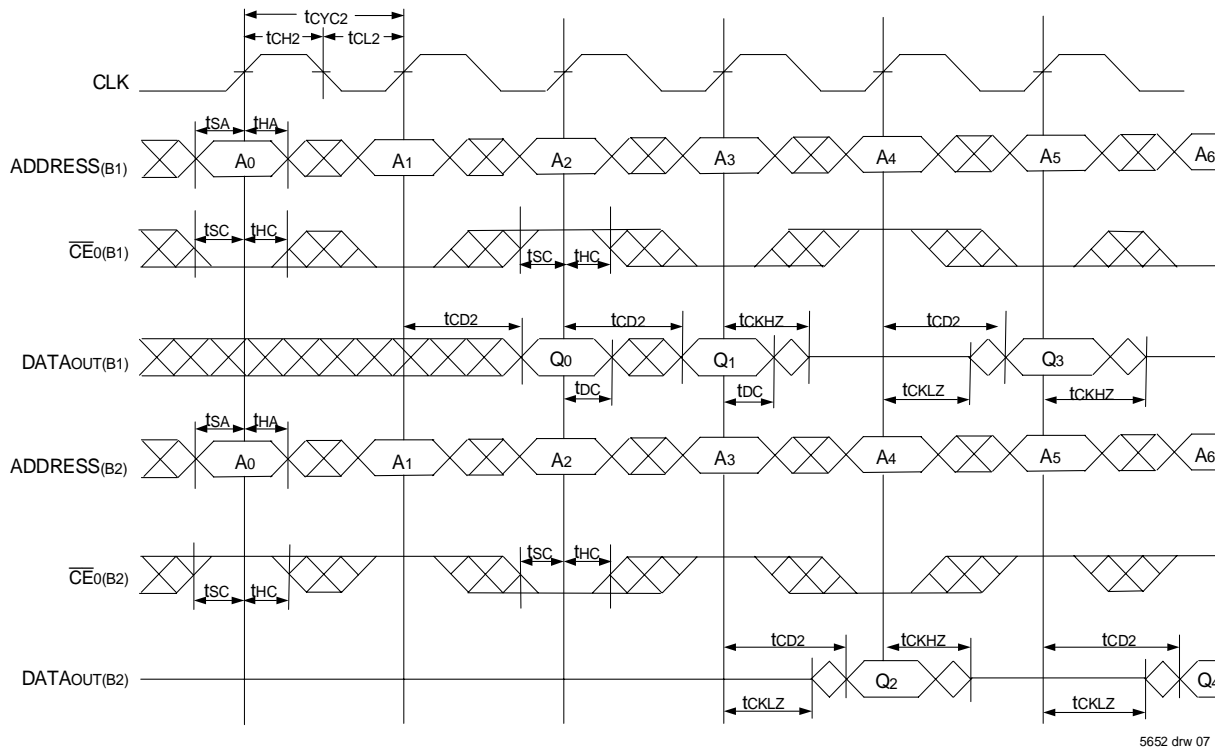 tCYC2
tCH2 tCL2
CLK
tSA tHA
ADDRESS(B1) A0 A1 A2 A3 A4 A5 A6
tSC tHC tSC tHC
CE0(B1)
tCD2 tCD2 tCKHZ tCD2
DATAOUT(B1) Q0 Q1 Q3
tDC tDC tCKLZ tCKHZ
tSA tHA
ADDRESS(B2) A0 A1 A2 A3 A4 A5 A6
tSC tHC
CE0(B2)
tSC tHC
tCD2 tCKHZ tCD2
DATAOUT(B2) Q2 Q4
tCKLZ tCKLZ
5652 drw 07